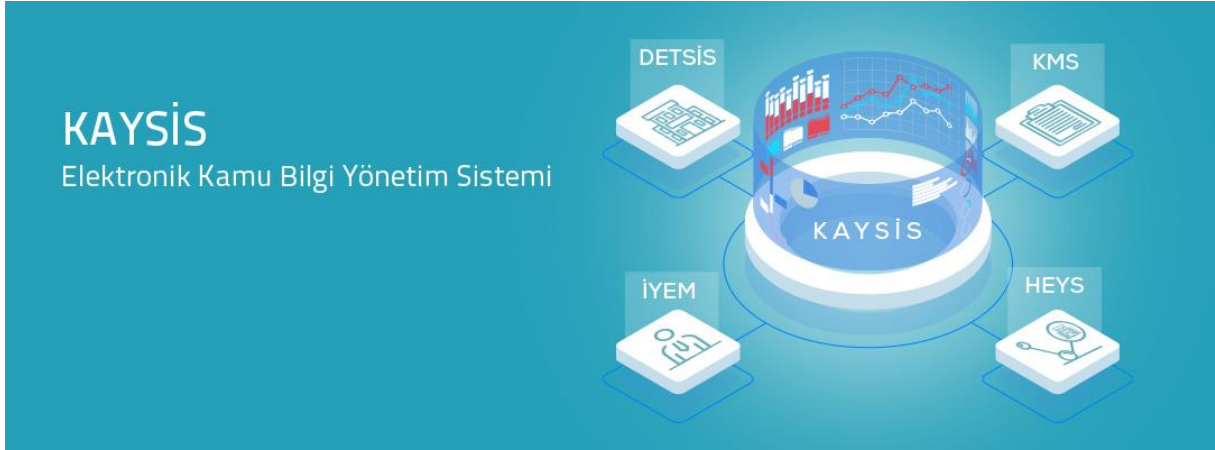 KAYSİS
Elektronik Kamu Bilgi Yönetim Sistemi
DETSİS
KMS
KAYSİS
İYEM
HEYS